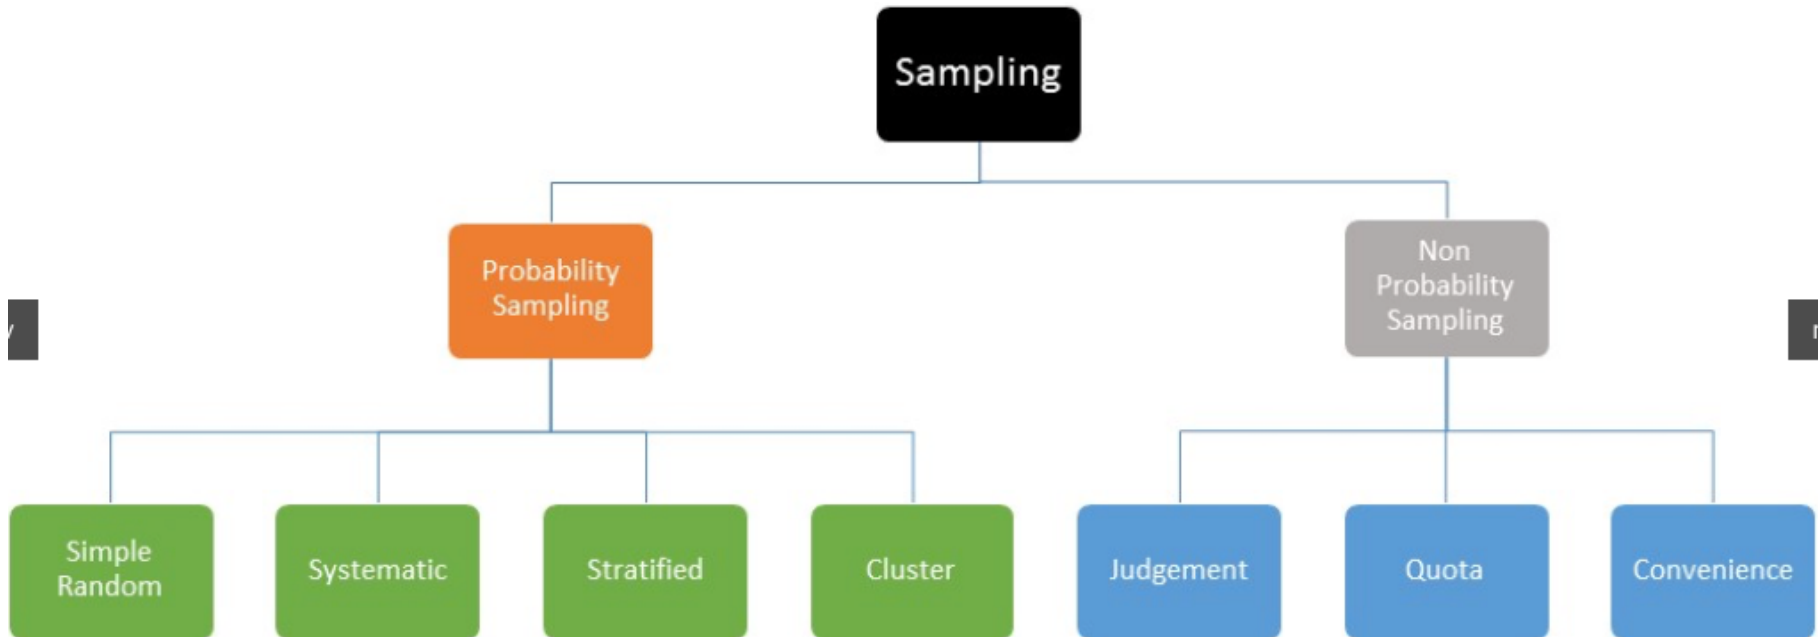 Sampling
Probability
Sampling
Non
Probability
Sampling
Simple
Random
Systematic
Stratified
Cluster
Judgement
Quota
Convenience